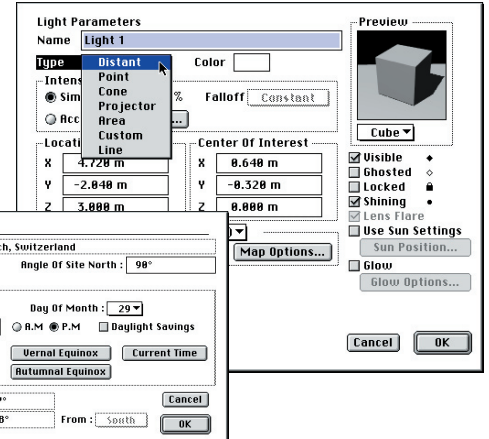 Light Parameters
Name Light 1
Type Distant
Point
Cone
Projector
Area
Custom
Line
Color
Intens
Sim %
Falloff Constant
Acc ...
Locati
X 4.720 m
Y -2.040 m
Z 3.000 m
Center Of Interest
X 0.640 m
Y -0.320 m
Z 0.000 m
Map Options...
Preview
Cube
Visible
Ghosted
Locked
Shining
Lens Flare
Use Sun Settings
Sun Position...
Glow
Glow Options...
Cancel OK
ch, Switzerland
Angle Of Site North : 90°
Day Of Month : 29
A.M P.M Daylight Savings
Vernal Equinox Current Time
Autumnal Equinox
Cancel
8° From : South OK